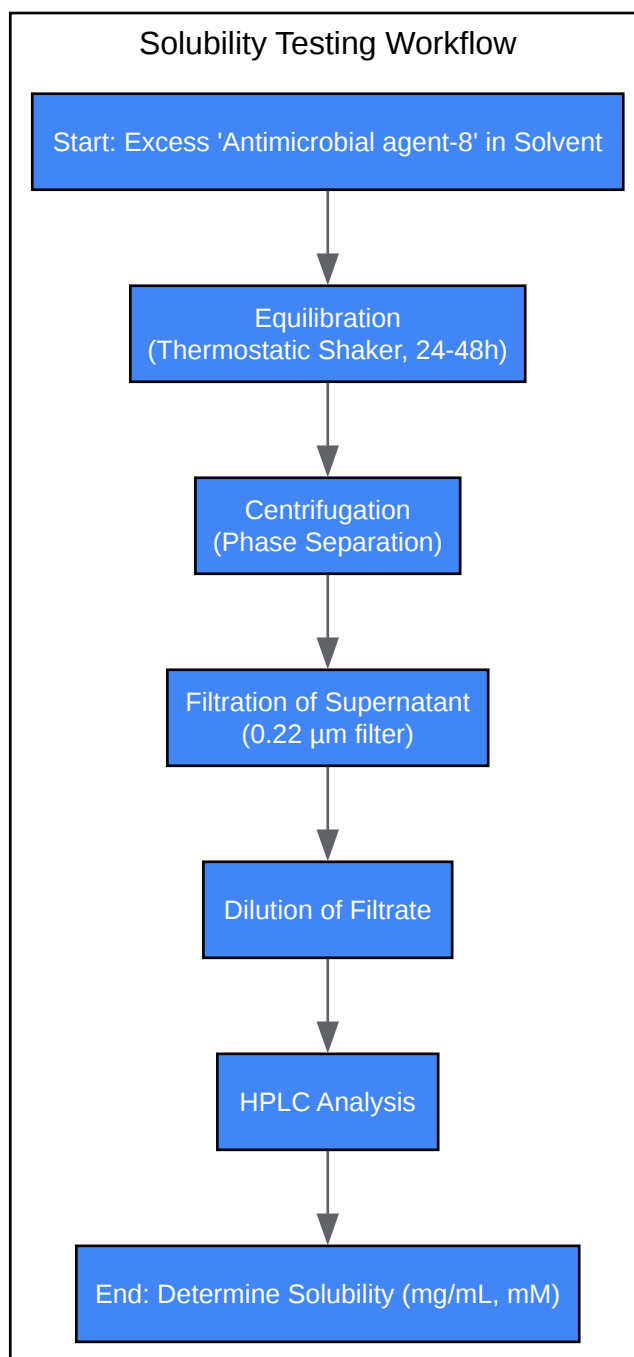 Solubility Testing Workflow
Start: Excess 'Antimicrobial agent-8' in Solvent
Equilibration
(Thermostatic Shaker, 24-48h)
Centrifugation
(Phase Separation)
Filtration of Supernatant
(0.22 µm filter)
Dilution of Filtrate
HPLC Analysis
End: Determine Solubility (mg/mL, mM)